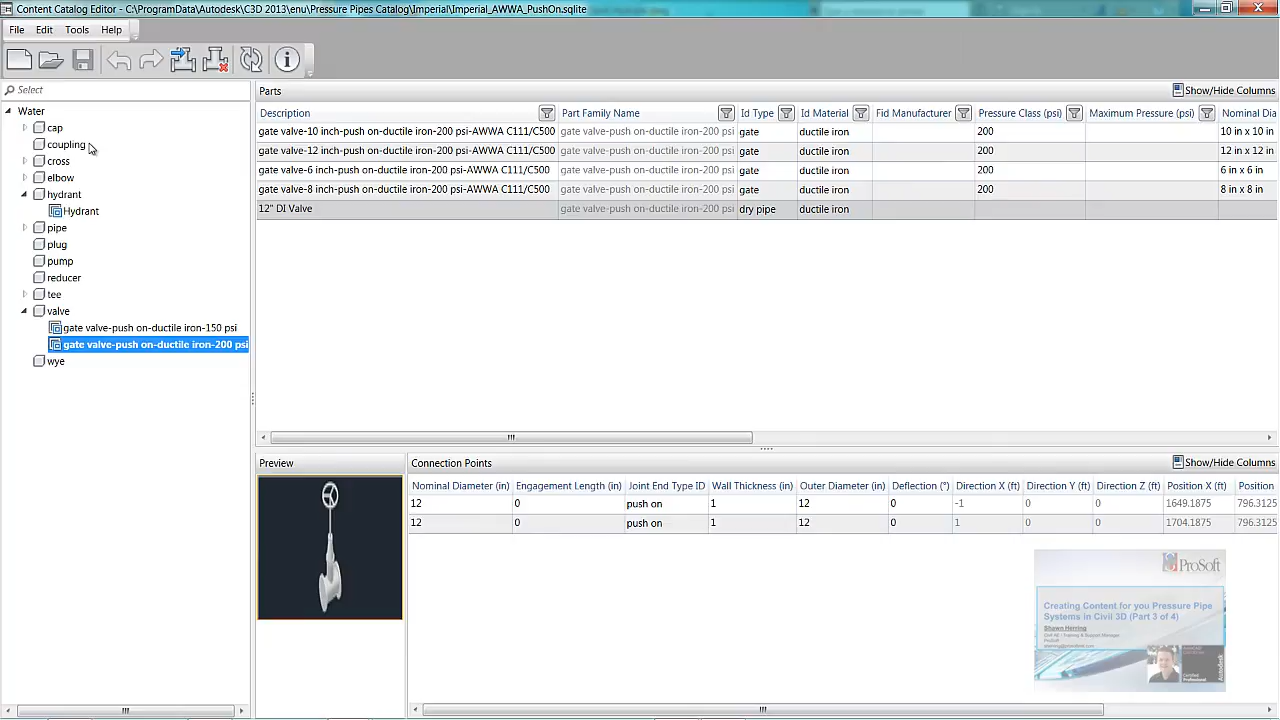 Content Catalog Editor - C:\ProgramData\Autodesk\C3D 2013\enu\Pressure Pipes Catalog\Imperial\Imperial_AWWA_PushOn.sqlite
File Edit Tools Help
Select
Water
cap
coupling
cross
elbow
hydrant
Hydrant
pipe
plug
pump
reducer
tee
valve
gate valve-push on-ductile iron-150 psi
gate valve-push on-ductile iron-200 psi
wye
Parts Show/Hide Columns
Description Part Family Name Id Type Id Material Fid Manufacturer Pressure Class (psi) Maximum Pressure (psi) Nominal Dia
gate valve-10 inch-push on-ductile iron-200 psi-AWWA C111/C500 gate valve-push on-ductile iron-200 psi gate ductile iron 200 10 in x 10 in
gate valve-12 inch-push on-ductile iron-200 psi-AWWA C111/C500 gate valve-push on-ductile iron-200 psi gate ductile iron 200 12 in x 12 in
gate valve-6 inch-push on-ductile iron-200 psi-AWWA C111/C500 gate valve-push on-ductile iron-200 psi gate ductile iron 200 6 in x 6 in
gate valve-8 inch-push on-ductile iron-200 psi-AWWA C111/C500 gate valve-push on-ductile iron-200 psi gate ductile iron 200 8 in x 8 in
12" DI Valve gate valve-push on-ductile iron-200 psi dry pipe ductile iron
Preview
Connection Points Show/Hide Columns
Nominal Diameter (in) Engagement Length (in) Joint End Type ID Wall Thickness (in) Outer Diameter (in) Deflection (°) Direction X (ft) Direction Y (ft) Direction Z (ft) Position X (ft) Position
12 0 push on 1 12 0 -1 0 0 1649.1875 796.3125
12 0 push on 1 12 0 1 0 0 1704.1875 796.3125
ProSoft
Creating Content for you Pressure Pipe
Systems in Civil 3D (Part 3 of 4)
Shawn Herring
ProSoft
Certified
Professional
Autodesk